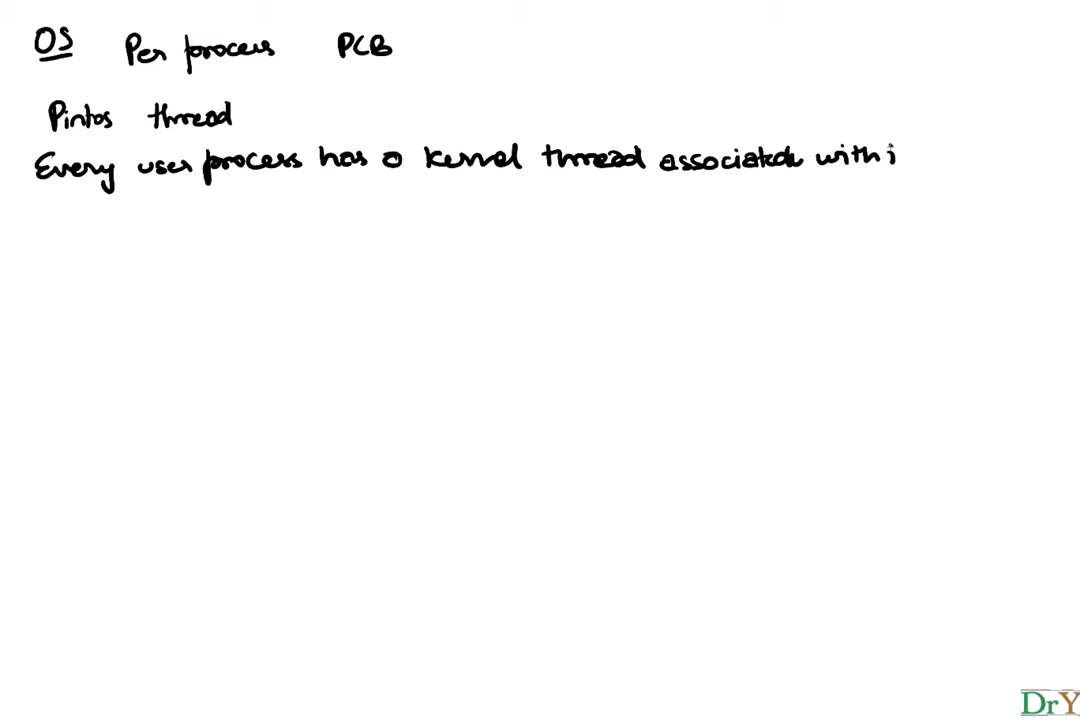 OS Per process PCB
Pintos thread
Every user process has a kernel thread associated with i
DrY